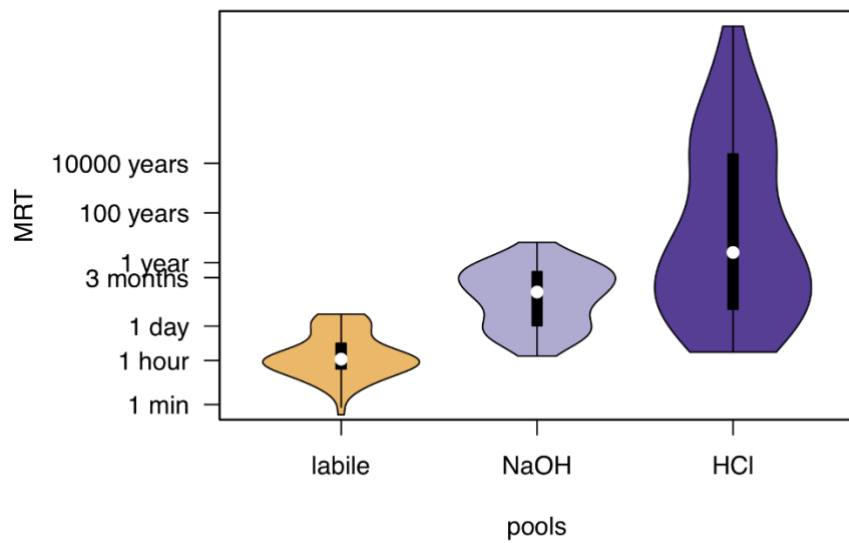 MRT
10000 years
100 years
1 year
3 months
1 day
1 hour
1 min
labile NaOH HCl
pools